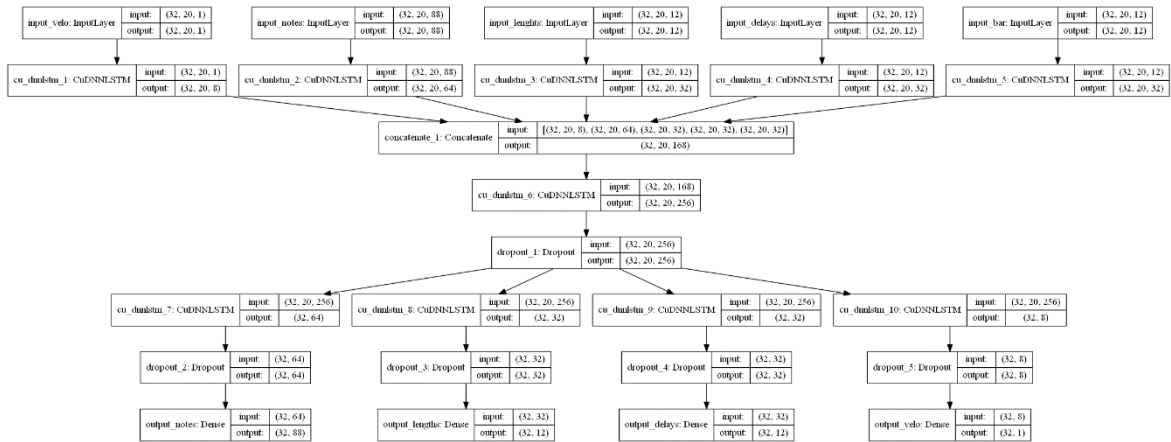 input_velo: InputLayer input: (32, 20, 1)
output: (32, 20, 1)
input_notes: InputLayer input: (32, 20, 88)
output: (32, 20, 88)
input_lenghts: InputLayer input: (32, 20, 12)
output: (32, 20, 12)
input_delays: InputLayer input: (32, 20, 12)
output: (32, 20, 12)
input_bar: InputLayer input: (32, 20, 12)
output: (32, 20, 12)
cu_dnnlstm_1: CuDNNLSTM input: (32, 20, 1)
output: (32, 20, 8)
cu_dnnlstm_2: CuDNNLSTM input: (32, 20, 88)
output: (32, 20, 64)
cu_dnnlstm_3: CuDNNLSTM input: (32, 20, 12)
output: (32, 20, 32)
cu_dnnlstm_4: CuDNNLSTM input: (32, 20, 12)
output: (32, 20, 32)
cu_dnnlstm_5: CuDNNLSTM input: (32, 20, 12)
output: (32, 20, 32)
concatenate_1: Concatenate input: [(32, 20, 8), (32, 20, 64), (32, 20, 32), (32, 20, 32), (32, 20, 32)]
output: (32, 20, 168)
cu_dnnlstm_6: CuDNNLSTM input: (32, 20, 168)
output: (32, 20, 256)
dropout_1: Dropout input: (32, 20, 256)
output: (32, 20, 256)
cu_dnnlstm_7: CuDNNLSTM input: (32, 20, 256)
output: (32, 64)
cu_dnnlstm_8: CuDNNLSTM input: (32, 20, 256)
output: (32, 32)
cu_dnnlstm_9: CuDNNLSTM input: (32, 20, 256)
output: (32, 32)
cu_dnnlstm_10: CuDNNLSTM input: (32, 20, 256)
output: (32, 8)
dropout_2: Dropout input: (32, 64)
output: (32, 64)
dropout_3: Dropout input: (32, 32)
output: (32, 32)
dropout_4: Dropout input: (32, 32)
output: (32, 32)
dropout_5: Dropout input: (32, 8)
output: (32, 8)
output_notes: Dense input: (32, 64)
output: (32, 88)
output_lengths: Dense input: (32, 32)
output: (32, 12)
output_delays: Dense input: (32, 32)
output: (32, 12)
output_velo: Dense input: (32, 8)
output: (32, 1)